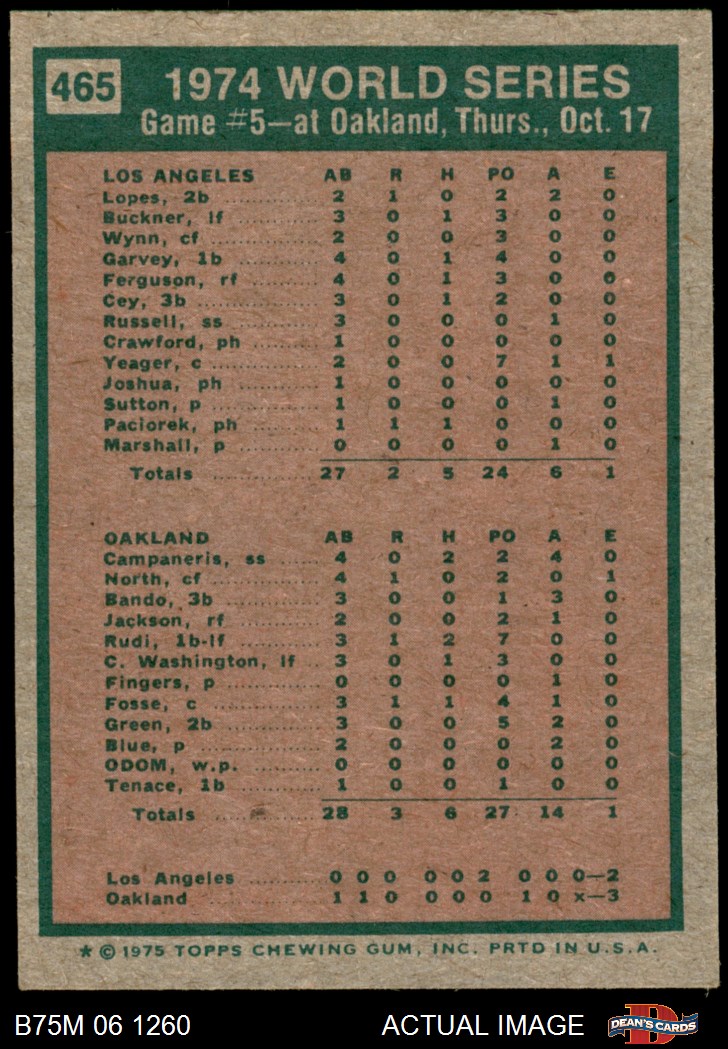 465
1974 WORLD SERIES
Game #5—at Oakland, Thurs., Oct. 17
LOS ANGELES AB R H PO A E
Lopes, 2b .......... 2 1 0 2 2 0
Buckner, lf .......... 3 0 1 3 0 0
Wynn, cf .......... 2 0 0 3 0 0
Garvey, 1b .......... 4 0 1 4 0 0
Ferguson, rf .......... 4 0 1 3 0 0
Cey, 3b .......... 3 0 1 2 0 0
Russell, ss .......... 3 0 0 0 1 0
Crawford, ph .......... 1 0 0 0 0 0
Yeager, c .......... 2 0 0 7 1 1
Joshua, ph .......... 1 0 0 0 0 0
Sutton, p .......... 1 0 0 0 1 0
Paciorek, ph .......... 1 1 1 0 0 0
Marshall, p .......... 0 0 0 0 1 0
Totals .......... 27 2 5 24 6 1
OAKLAND AB R H PO A E
Campaneris, ss ...... 4 0 2 2 4 0
North, cf .......... 4 1 0 2 0 1
Bando, 3b .......... 3 0 0 1 3 0
Jackson, rf .......... 2 0 0 2 1 0
Rudi, 1b-lf .......... 3 1 2 7 0 0
C. Washington, lf .. 3 0 1 3 0 0
Fingers, p .......... 0 0 0 0 1 0
Fosse, c .......... 3 1 1 4 1 0
Green, 2b .......... 3 0 0 5 2 0
Blue, p .......... 2 0 0 0 2 0
ODOM, w.p. .......... 0 0 0 0 0 0
Tenace, 1b .......... 1 0 0 1 0 0
Totals .......... 28 3 6 27 14 1
Los Angeles .......... 0 0 0 0 0 2 0 0 0—2
Oakland .......... 1 1 0 0 0 0 1 0 x—3
* © 1975 TOPPS CHEWING GUM, INC. PRTD IN U.S.A.
B75M 06 1260 ACTUAL IMAGE DEAN'S CARDS